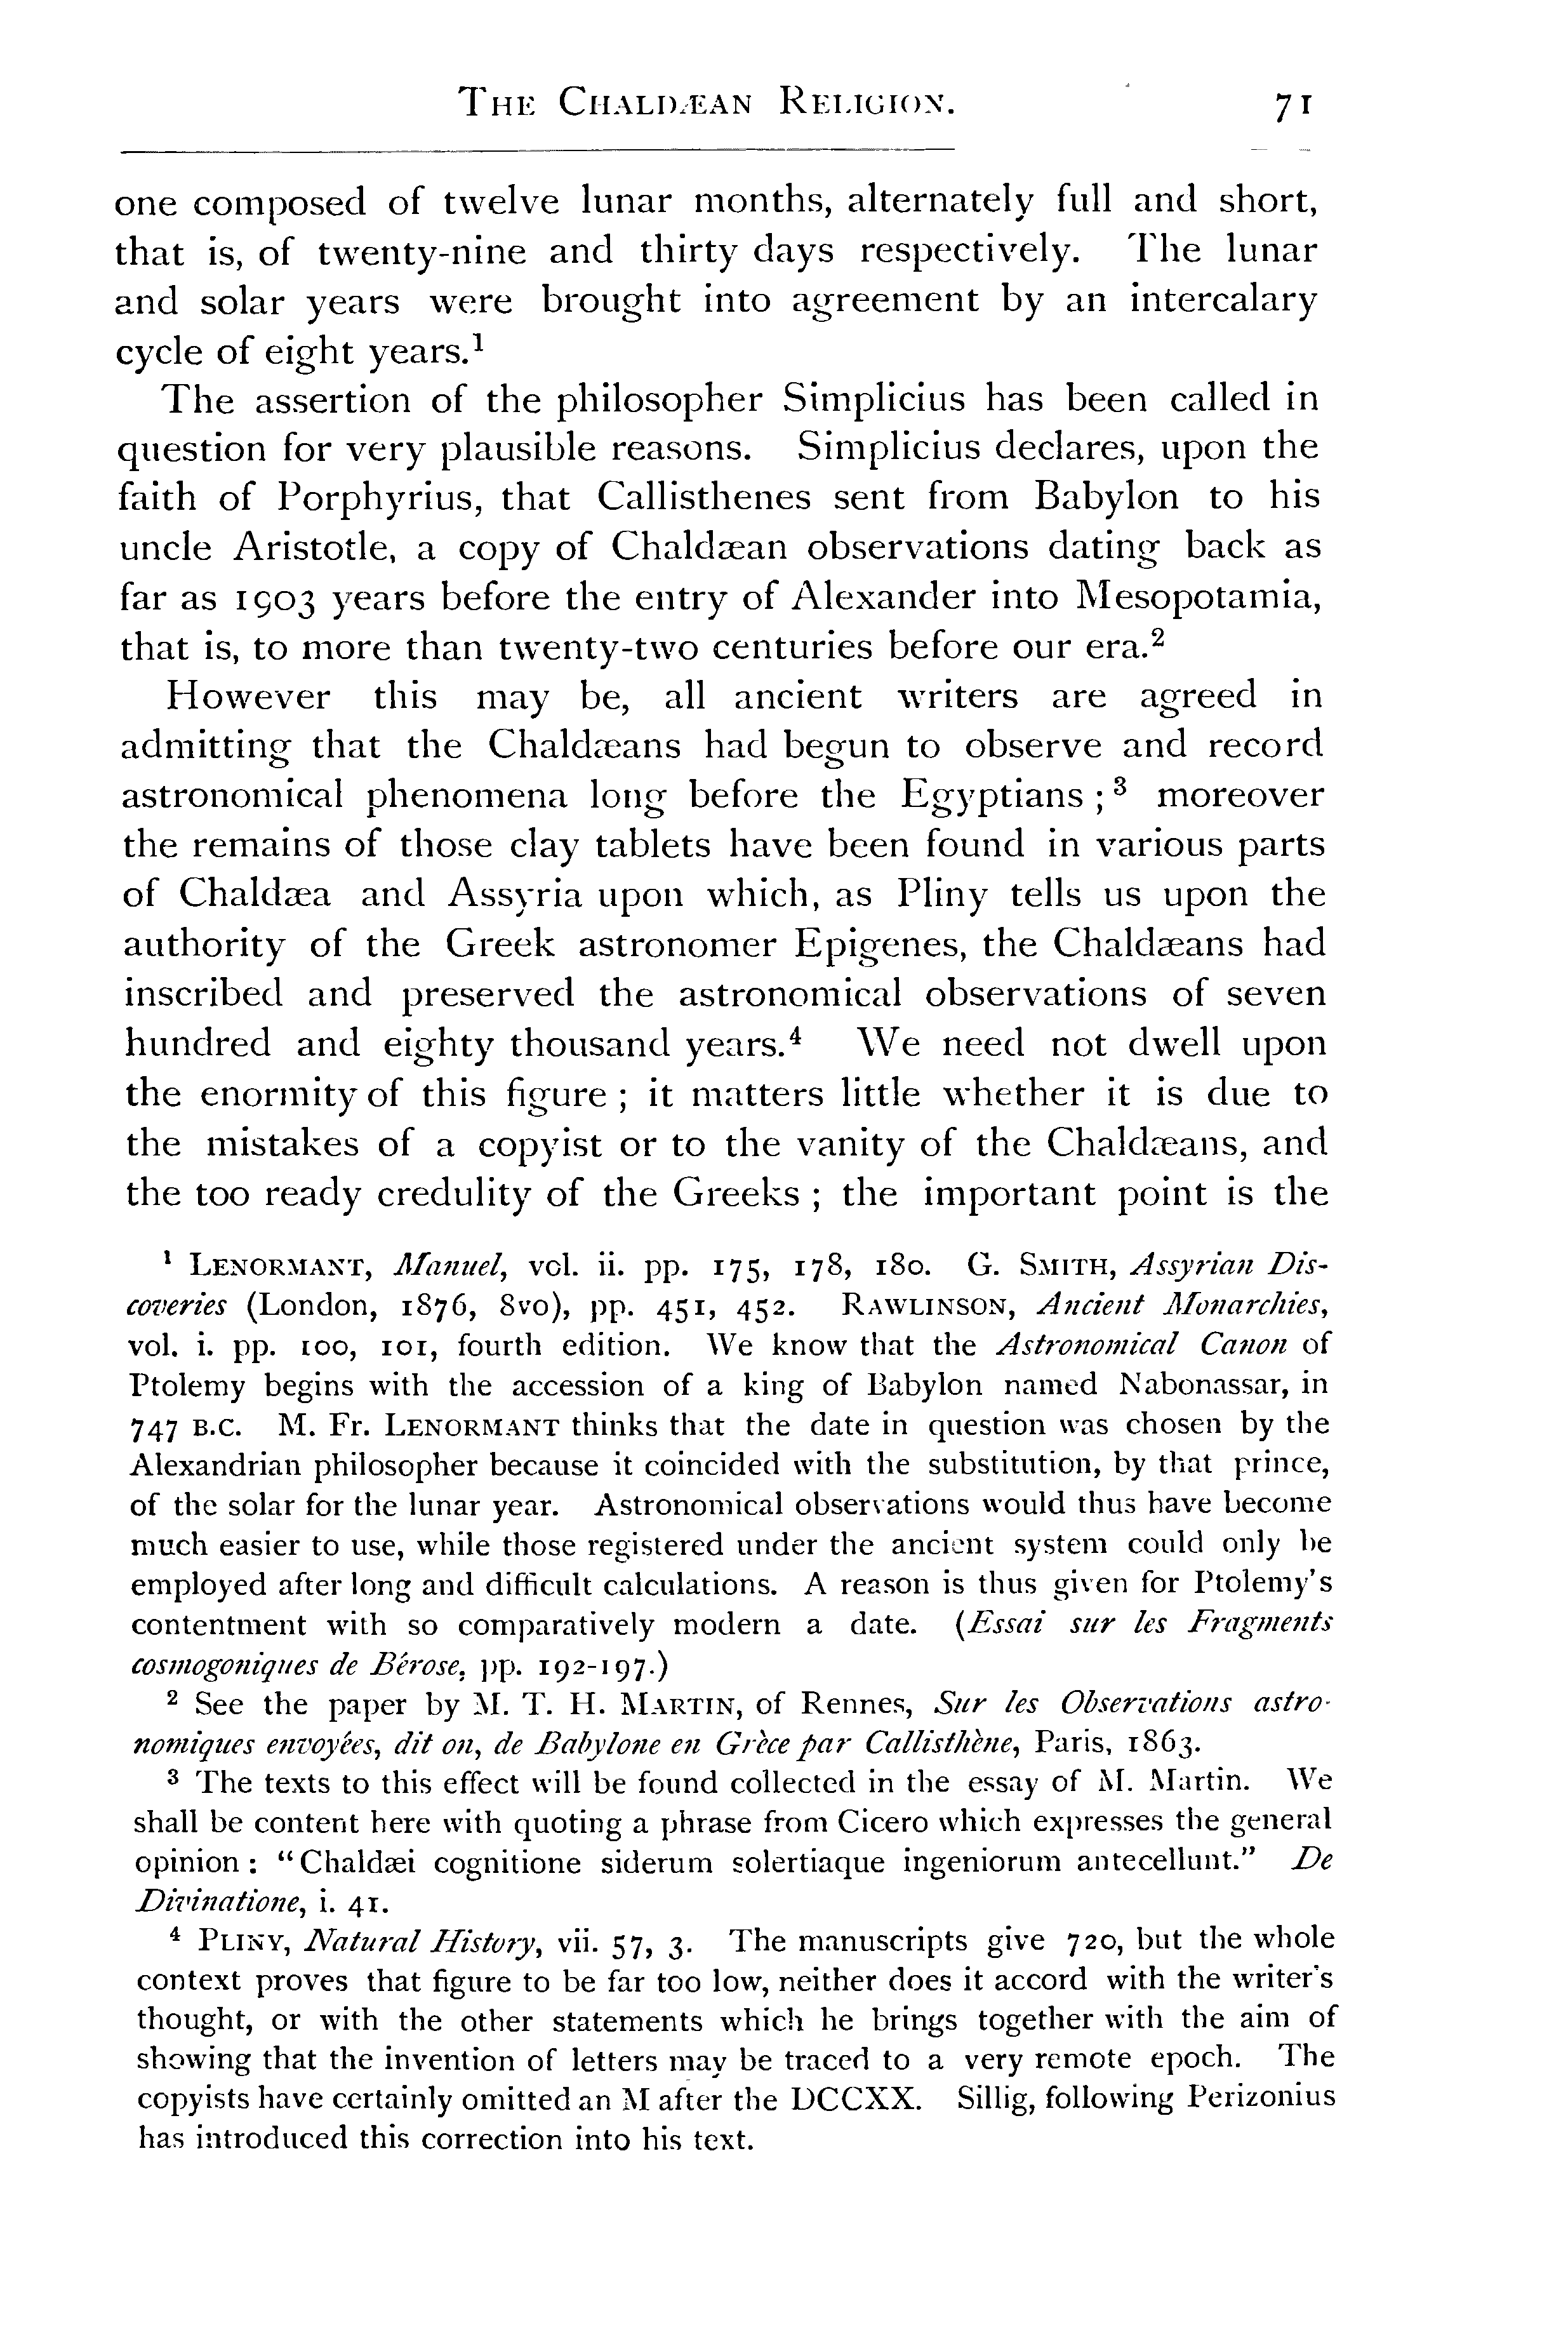 THE CHALDÆAN RELIGION. 71
one composed of twelve lunar months, alternately full and short,
that is, of twenty-nine and thirty days respectively. The lunar
and solar years were brought into agreement by an intercalary
cycle of eight years.¹
The assertion of the philosopher Simplicius has been called in
question for very plausible reasons. Simplicius declares, upon the
faith of Porphyrius, that Callisthenes sent from Babylon to his
uncle Aristotle, a copy of Chaldæan observations dating back as
far as 1903 years before the entry of Alexander into Mesopotamia,
that is, to more than twenty-two centuries before our era.²
However this may be, all ancient writers are agreed in
admitting that the Chaldæans had begun to observe and record
astronomical phenomena long before the Egyptians ;³ moreover
the remains of those clay tablets have been found in various parts
of Chaldæa and Assyria upon which, as Pliny tells us upon the
authority of the Greek astronomer Epigenes, the Chaldæans had
inscribed and preserved the astronomical observations of seven
hundred and eighty thousand years.⁴ We need not dwell upon
the enormity of this figure ; it matters little whether it is due to
the mistakes of a copyist or to the vanity of the Chaldæans, and
the too ready credulity of the Greeks ; the important point is the
¹ LENORMANT, Manuel, vol. ii. pp. 175, 178, 180. G. SMITH, Assyrian Dis-
coveries (London, 1876, 8vo), pp. 451, 452. RAWLINSON, Ancient Monarchies,
vol. i. pp. 100, 101, fourth edition. We know that the Astronomical Canon of
Ptolemy begins with the accession of a king of Babylon named Nabonassar, in
747 B.C. M. Fr. LENORMANT thinks that the date in question was chosen by the
Alexandrian philosopher because it coincided with the substitution, by that prince,
of the solar for the lunar year. Astronomical observations would thus have become
much easier to use, while those registered under the ancient system could only be
employed after long and difficult calculations. A reason is thus given for Ptolemy's
contentment with so comparatively modern a date. (Essai sur les Fragments
cosmogoniques de Bérose, pp. 192-197.)
² See the paper by M. T. H. MARTIN, of Rennes, Sur les Observations astro-
nomiques envoyées, dit on, de Babylone en Grèce par Callisthène, Paris, 1863.
³ The texts to this effect will be found collected in the essay of M. Martin. We
shall be content here with quoting a phrase from Cicero which expresses the general
opinion : "Chaldæi cognitione siderum solertiaque ingeniorum antecellunt." De
Divinatione, i. 41.
⁴ PLINY, Natural History, vii. 57, 3. The manuscripts give 720, but the whole
context proves that figure to be far too low, neither does it accord with the writer's
thought, or with the other statements which he brings together with the aim of
showing that the invention of letters may be traced to a very remote epoch. The
copyists have certainly omitted an M after the DCCXX. Sillig, following Perizonius
has introduced this correction into his text.